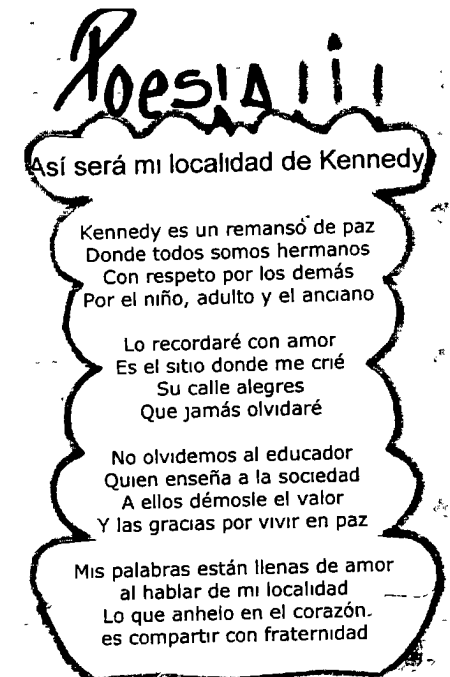 Poesia ¡¡¡
Así será mi localidad de Kennedy
Kennedy es un remanso de paz
Donde todos somos hermanos
Con respeto por los demás
Por el niño, adulto y el anciano
Lo recordaré con amor
Es el sitio donde me crié
Su calle alegres
Que jamás olvidaré
No olvidemos al educador
Quien enseña a la sociedad
A ellos démosle el valor
Y las gracias por vivir en paz
Mis palabras están llenas de amor
al hablar de mi localidad
Lo que anhelo en el corazón.
es compartir con fraternidad